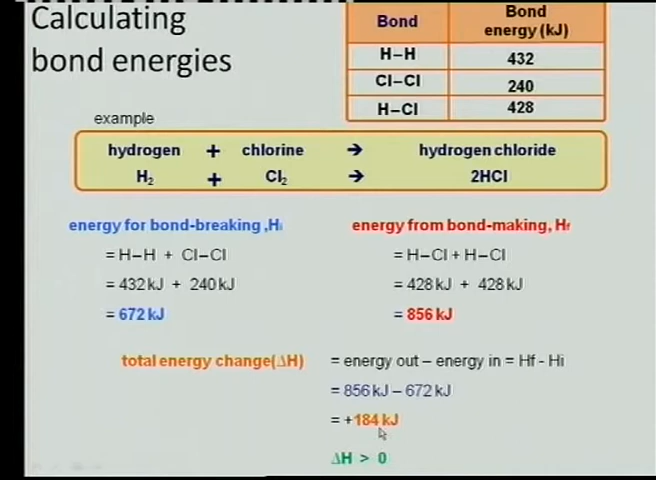 Calculating
bond energies
Bond
Bond
energy (kJ)
H–H
432
Cl–Cl
240
H–Cl
428
example
hydrogen + chlorine → hydrogen chloride
H₂ + Cl₂ → 2HCl
energy for bond-breaking ,Hᵢ
= H–H + Cl–Cl
= 432 kJ + 240 kJ
= 672 kJ
energy from bond-making, Hf
= H–Cl + H–Cl
= 428 kJ + 428 kJ
= 856 kJ
total energy change(ΔH) = energy out – energy in = Hf - Hi
= 856 kJ – 672 kJ
= +184 kJ
ΔH > 0